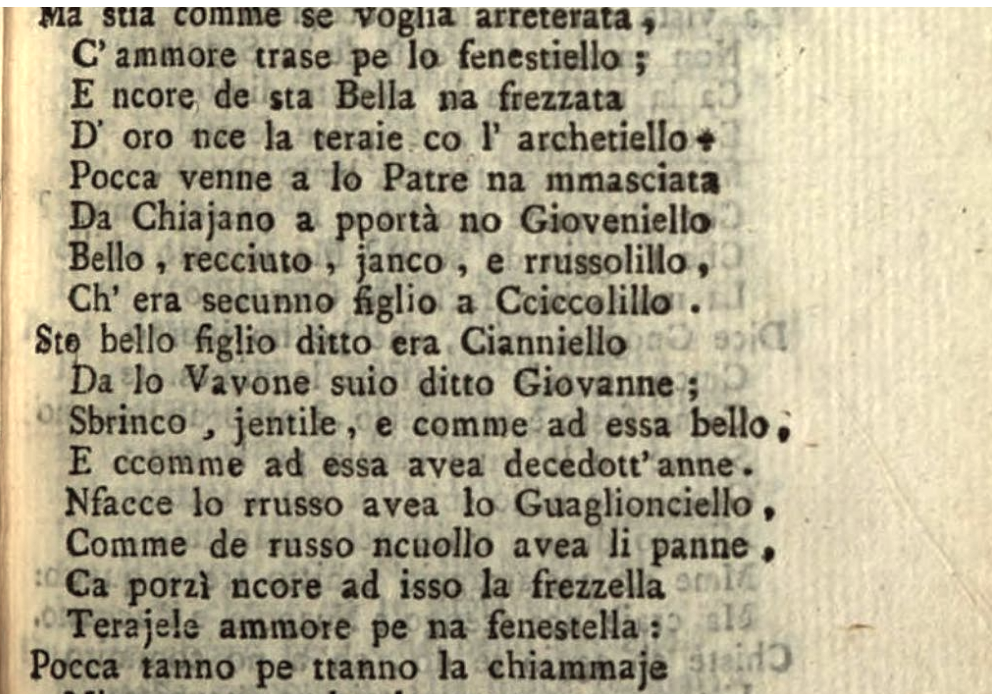 Ma stia comme se voglia arreterata,
C' ammore trase pe lo fenestiello ;
E ncore de sta Bella na frezzata
D' oro nce la teraie co l' archetiello.
Pocca venne a lo Patre na mmasciata
Da Chiajano a pportà no Gioveniello
Bello , recciuto , janco , e rrussolillo ,
Ch' era secunno figlio a Cciccolillo .
Sto bello figlio ditto era Cianniello
Da lo Vavone suio ditto Giovanne ;
Sbrinco , jentile , e comme ad essa bello ,
E ccomme ad essa avea decedott' anne .
Nfacce lo rrusso avea lo Guaglionciello ,
Comme de russo ncuollo avea li panne ,
Ca porzì ncore ad isso la frezzella
Terajele ammore pe na fenestella :
Pocca tanno pe ttanno la chiammaje